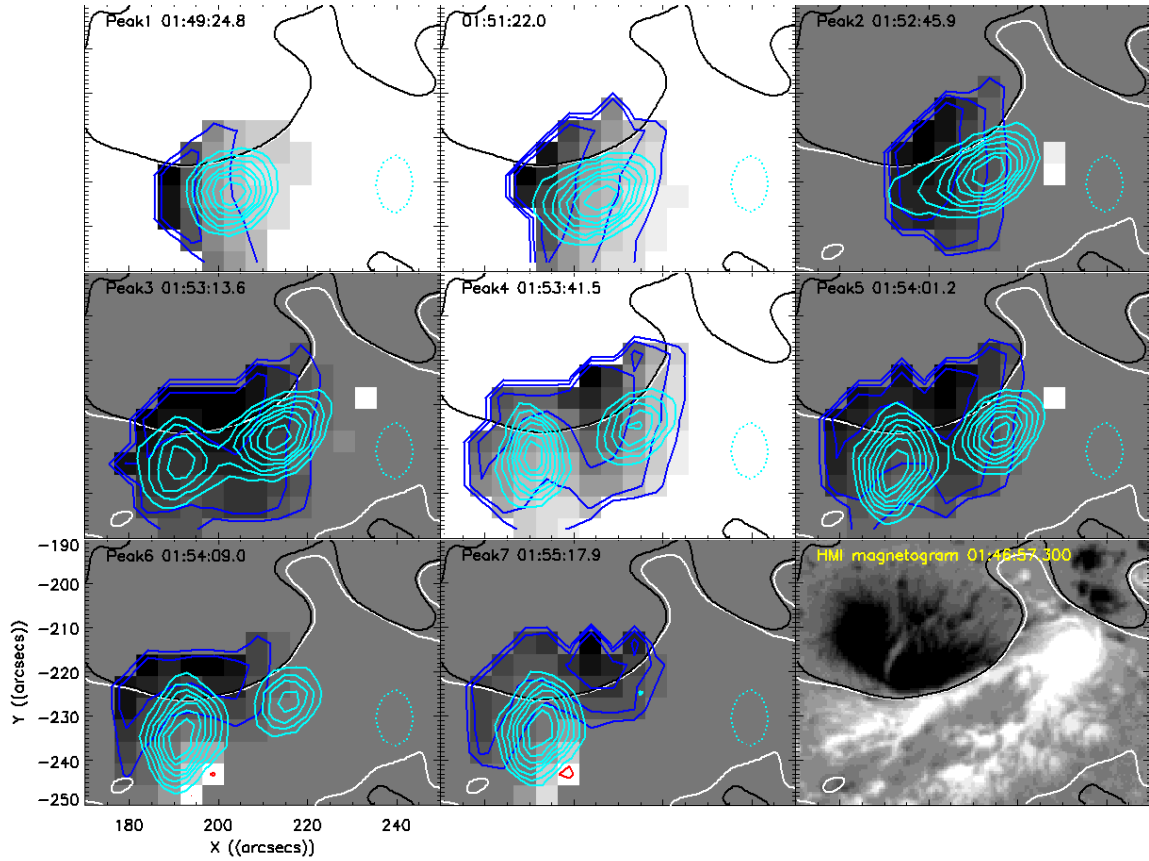 Peak1 01:49:24.8
01:51:22.0
Peak2 01:52:45.9
Peak3 01:53:13.6
Peak4 01:53:41.5
Peak5 01:54:01.2
Peak6 01:54:09.0
Peak7 01:55:17.9
HMI magnetogram 01:46:57.300
-190
-200
-210
-220
-230
-240
-250
Y ((arcsecs))
180 200 220 240
X ((arcsecs))